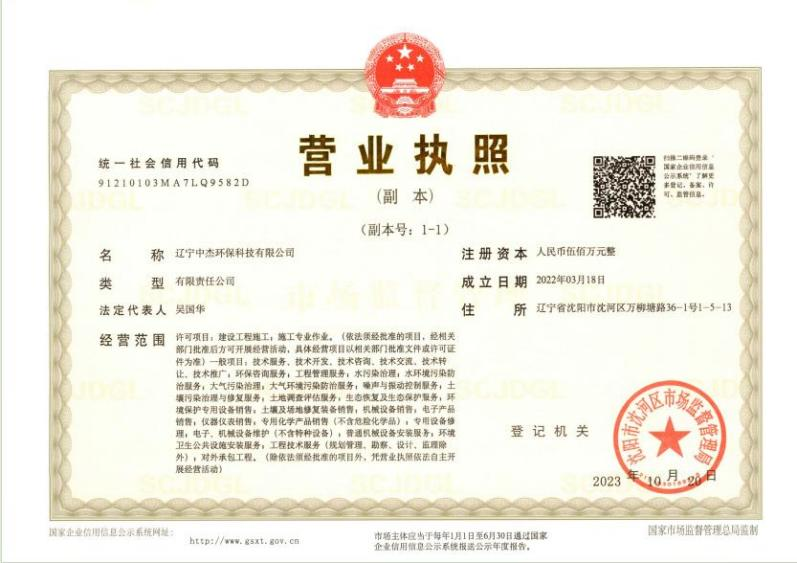 营业执照
(副 本)
(副本号：1-1)
统一社会信用代码
91210103MA7LQ9582D
扫描二维码登录'
国家企业信用信息
公示系统'了解更
多登记、备案、许
可、监管信息。
名 称 辽宁中杰环保科技有限公司
类 型 有限责任公司
法定代表人 吴国华
经营范围 许可项目：建设工程施工；施工专业作业。（依法须经批准的项目，经相关
部门批准后方可开展经营活动，具体经营项目以相关部门批准文件或许可证
件为准）一般项目：技术服务、技术开发、技术咨询、技术交流、技术转
让、技术推广；环保咨询服务；工程管理服务；水污染治理；水环境污染防
治服务；大气污染治理；大气环境污染防治服务；噪声与振动控制服务；土
壤污染治理与修复服务；土地调查评估服务；生态恢复及生态保护服务；环
境保护专用设备销售；土壤及场地修复装备销售；机械设备销售；电子产品
销售；仪器仪表销售；专用化学产品销售（不含危险化学品）；专用设备修
理；电子、机械设备维护（不含特种设备）；普通机械设备安装服务；环境
卫生公共设施安装服务；工程技术服务（规划管理、勘察、设计、监理除
外）；对外承包工程。（除依法须经批准的项目外，凭营业执照依法自主开
展经营活动）
注册资本 人民币伍佰万元整
成立日期 2022年03月18日
住 所 辽宁省沈阳市沈河区万柳塘路36-1号1-5-13
登记机关
沈阳市沈河区市场监督管理局
2023 年 10 月 20 日
国家企业信用信息公示系统网址：
http://www.gsxt.gov.cn
市场主体应当于每年1月1日至6月30日通过国家
企业信用信息公示系统报送公示年度报告。
国家市场监督管理总局监制
SCJDGL
市场监督管理